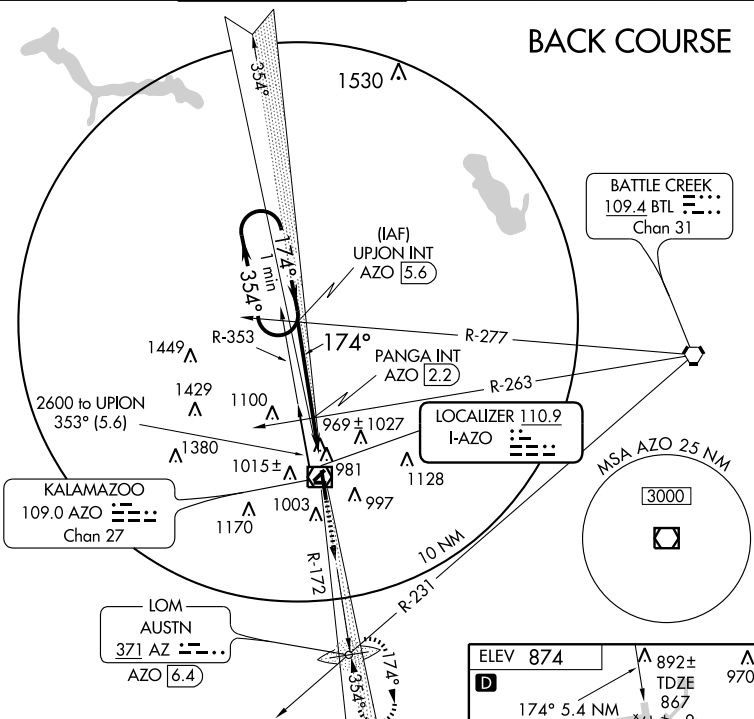 BACK COURSE
354°
1530
BATTLE CREEK
109.4 BTL
Chan 31
(IAF)
UPJON INT
AZO 5.6
174°
1 min
354°
R-353
174°
R-277
1449
PANGA INT
AZO 2.2
R-263
2600 to UPION
353° (5.6)
1429
1100
969± 1027
LOCALIZER 110.9
I-AZO
1380
1015±
981
1128
MSA AZO 25 NM
3000
KALAMAZOO
109.0 AZO
Chan 27
1170
1003
997
10 NM
R-172
R-231
LOM
AUSTN
371 AZ
AZO 6.4
174°
354°
ELEV 874
D
892±
TDZE
867
970
174° 5.4 NM